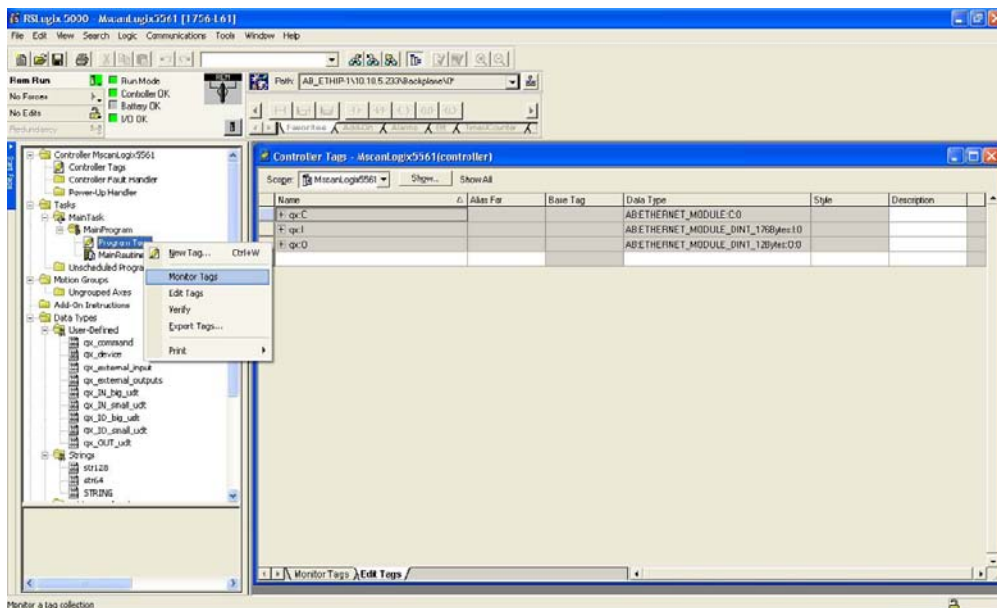 RSLogix 5000 - MscanLogix5561 [1756-L61]
File Edit View Search Logic Communications Tools Window Help
Rem Run
Run Mode
No Forces
Controller OK
Battery OK
No Edits
I/O OK
Redundancy
Path: AB_ETHIP-1\10.10.5.233\Backplane\0*
Favorites Add-On Alarms Bit Timer/Counter
Start Page
Controller MscanLogix5561
Controller Tags
Controller Fault Handler
Power-Up Handler
Tasks
MainTask
MainProgram
Program Ta
MainRoutine
Unscheduled Progra
Motion Groups
Ungrouped Axes
Add-On Instructions
Data Types
User-Defined
qx_command
qx_device
qx_external_input
qx_external_outputs
qx_IN_big_udt
qx_IN_small_udt
qx_IO_big_udt
qx_IO_small_udt
qx_OUT_udt
Strings
str128
str64
STRING
New Tag... Ctrl+W
Monitor Tags
Edit Tags
Verify
Export Tags...
Print
Controller Tags - MscanLogix5561(controller)
Scope: MscanLogix5561 Show... Show All
Name Alias For Base Tag Data Type Style Description
qx:C AB:ETHERNET_MODULE:C:0
qx:I AB:ETHERNET_MODULE_DINT_176Bytes:I:0
qx:O AB:ETHERNET_MODULE_DINT_12Bytes:O:0
Monitor Tags Edit Tags
Monitor a tag collection